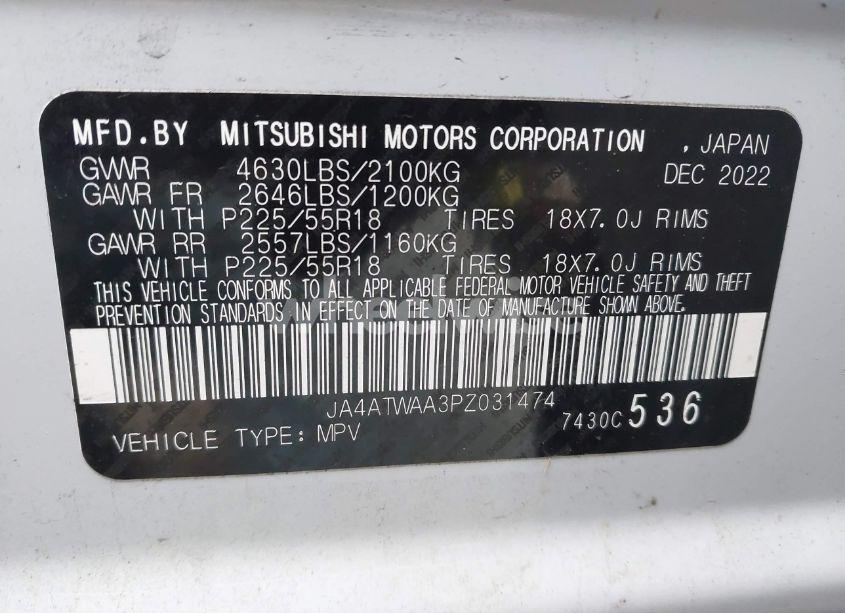 MFD.BY MITSUBISHI MOTORS CORPORATION , JAPAN
GVWR 4630LBS/2100KG DEC 2022
GAWR FR 2646LBS/1200KG
WITH P225/55R18 TIRES 18X7.0J RIMS
GAWR RR 2557LBS/1160KG
WITH P225/55R18 TIRES 18X7.0J RIMS
THIS VEHICLE CONFORMS TO ALL APPLICABLE FEDERAL MOTOR VEHICLE SAFETY AND THEFT
PREVENTION STANDARDS IN EFFECT ON THE DATE OF MANUFACTURE SHOWN ABOVE.
JA4ATWAA3PZ031474
7430C 536
VEHICLE TYPE: MPV